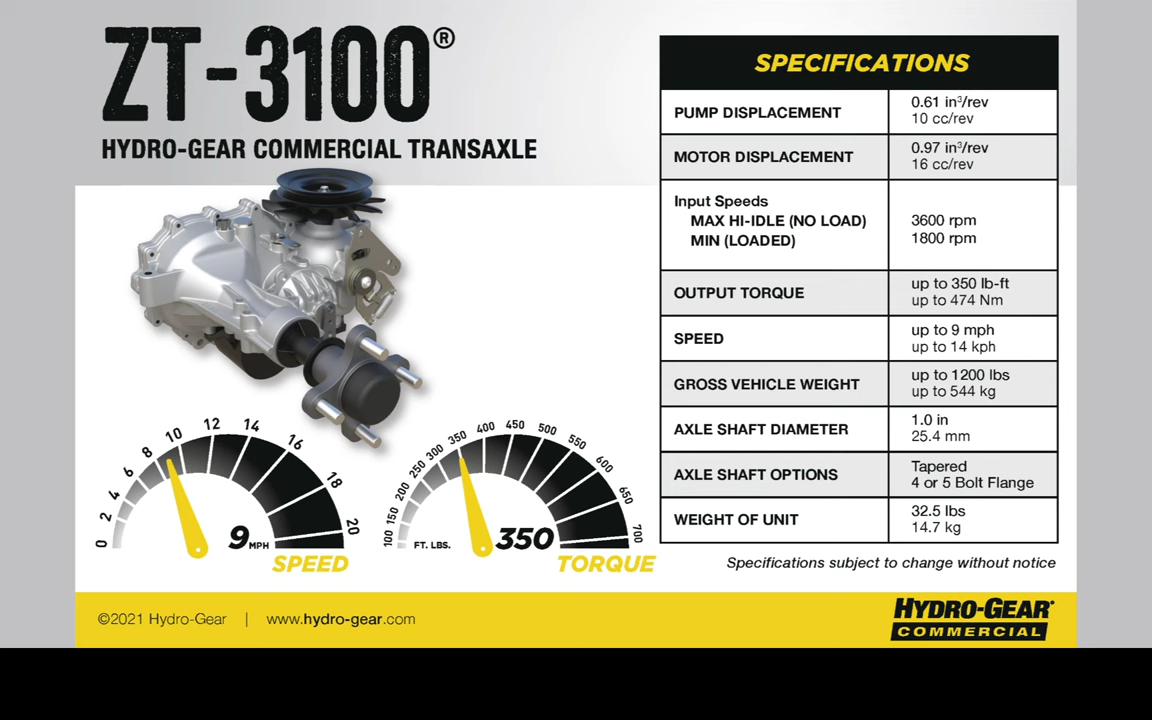 ZT-3100®
HYDRO-GEAR COMMERCIAL TRANSAXLE
SPECIFICATIONS
PUMP DISPLACEMENT
0.61 in³/rev
10 cc/rev
MOTOR DISPLACEMENT
0.97 in³/rev
16 cc/rev
Input Speeds
MAX HI-IDLE (NO LOAD) 3600 rpm
MIN (LOADED) 1800 rpm
OUTPUT TORQUE
up to 350 lb-ft
up to 474 Nm
SPEED
up to 9 mph
up to 14 kph
GROSS VEHICLE WEIGHT
up to 1200 lbs
up to 544 kg
AXLE SHAFT DIAMETER
1.0 in
25.4 mm
AXLE SHAFT OPTIONS
Tapered
4 or 5 Bolt Flange
WEIGHT OF UNIT
32.5 lbs
14.7 kg
Specifications subject to change without notice
0 2 4 6 8 10 12 14 16 18 20
9 MPH
SPEED
100 150 200 250 300 350 400 450 500 550 600 650 700
FT. LBS. 350
TORQUE
©2021 Hydro-Gear | www.hydro-gear.com
HYDRO-GEAR®
COMMERCIAL